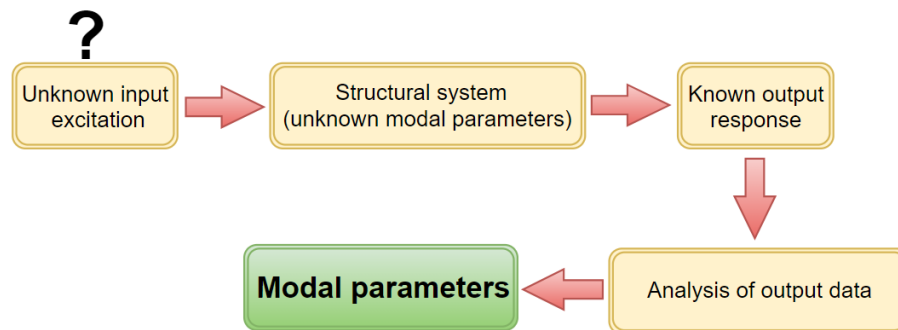 ?
Unknown input
excitation
Structural system
(unknown modal parameters)
Known output
response
Analysis of output data
Modal parameters